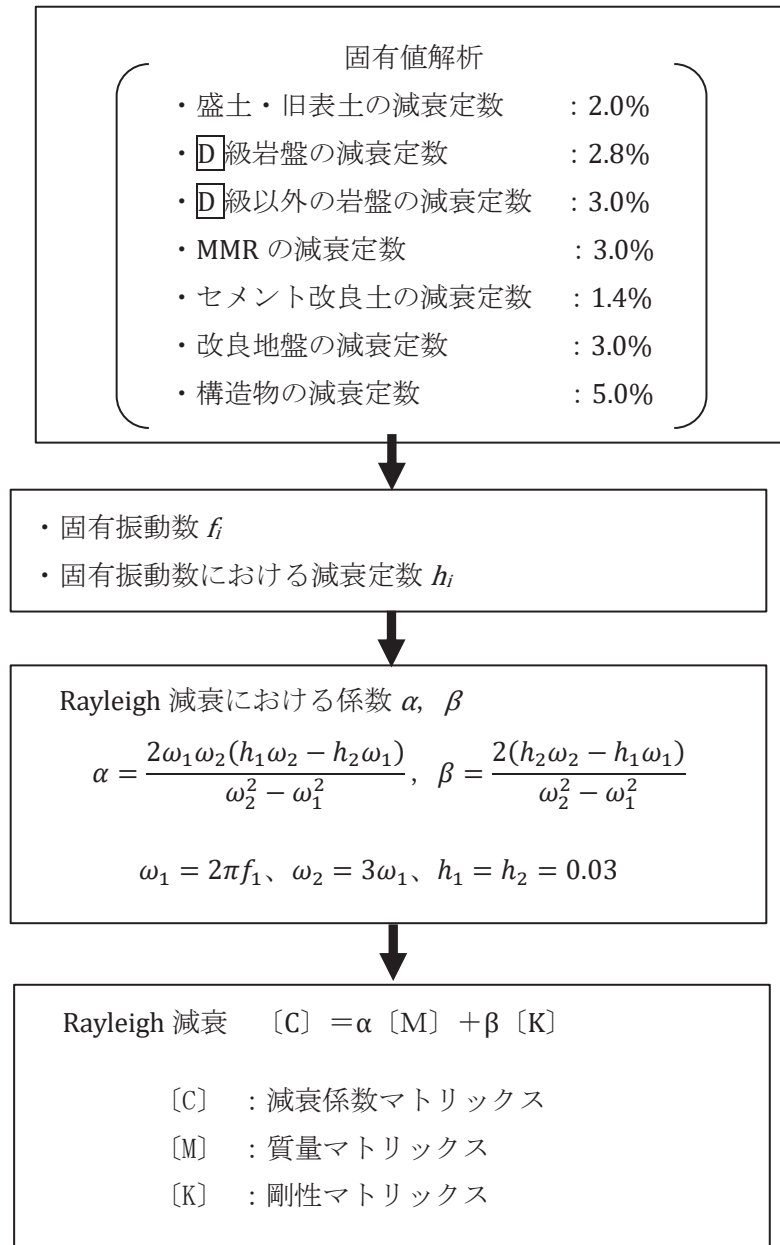 固有値解析
・盛土・旧表土の減衰定数 : 2.0%
・D級岩盤の減衰定数 : 2.8%
・D級以外の岩盤の減衰定数 : 3.0%
・MMR の減衰定数 : 3.0%
・セメント改良土の減衰定数 : 1.4%
・改良地盤の減衰定数 : 3.0%
・構造物の減衰定数 : 5.0%
・固有振動数 fᵢ
・固有振動数における減衰定数 hᵢ
Rayleigh 減衰における係数 α, β
α = 2ω₁ω₂(h₁ω₂ − h₂ω₁) / (ω₂² − ω₁²), β = 2(h₂ω₂ − h₁ω₁) / (ω₂² − ω₁²)
ω₁ = 2πf₁、ω₂ = 3ω₁、h₁ = h₂ = 0.03
Rayleigh 減衰 〔C〕=α〔M〕+β〔K〕
〔C〕 : 減衰係数マトリックス
〔M〕 : 質量マトリックス
〔K〕 : 剛性マトリックス